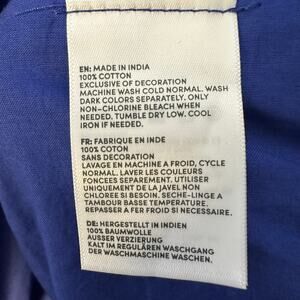 EN: MADE IN INDIA
100% COTTON
EXCLUSIVE OF DECORATION
MACHINE WASH COLD NORMAL. WASH
DARK COLORS SEPARATELY. ONLY
NON-CHLORINE BLEACH WHEN
NEEDED. TUMBLE DRY LOW. COOL
IRON IF NEEDED.
FR: FABRIQUE EN INDE
100% COTON
SANS DECORATION
LAVAGE EN MACHINE A FROID, CYCLE
NORMAL. LAVER LES COULEURS
FONCEES SEPAREMENT. UTILISER
UNIQUEMENT DE LA JAVEL NON
CHLOREE SI BESOIN. SECHE-LINGE A
TAMBOUR BASSE TEMPERATURE.
REPASSER A FER FROID SI NECESSAIRE.
DE: HERGESTELLT IN INDIEN
100% BAUMWOLLE
AUSSER VERZIERUNG
KALT IM REGULÄREN WASCHGANG
DER WASCHMASCHINE WASCHEN.